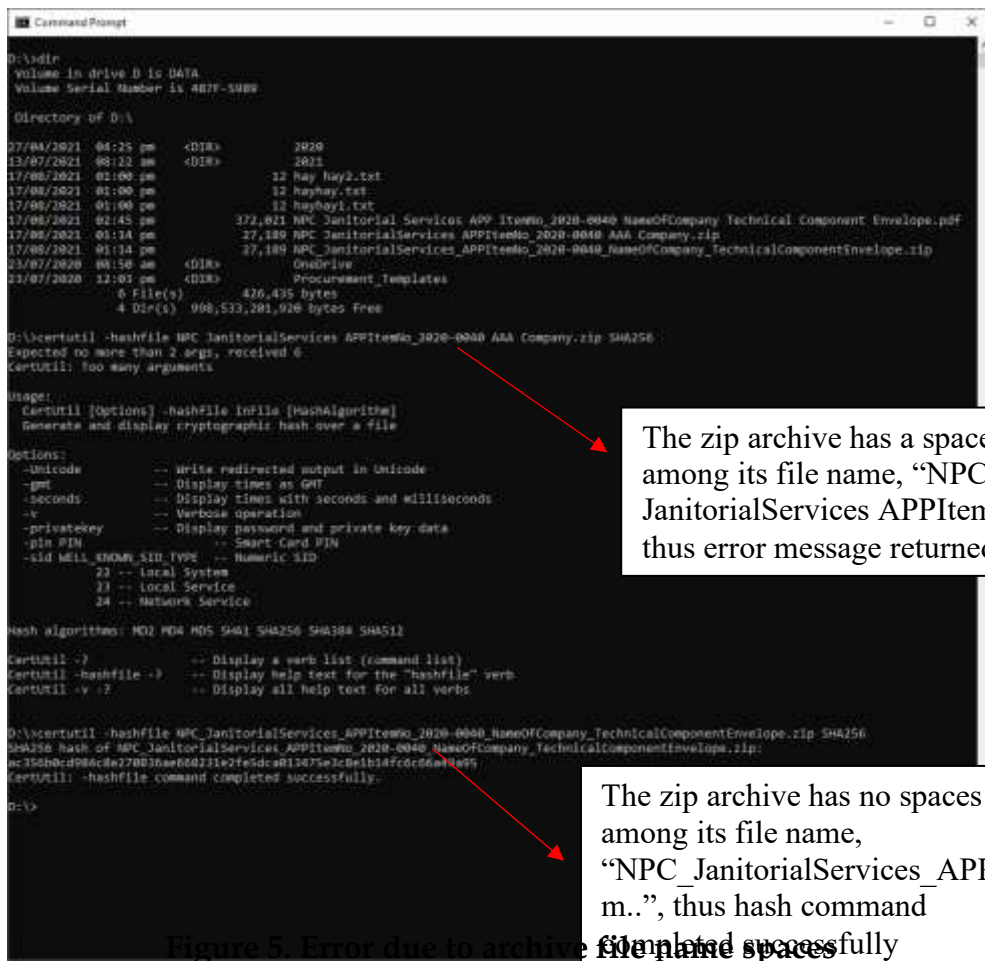 Command Prompt
D:\>dir
Volume in drive D is DATA
Volume Serial Number is
Directory of D:\
27/04/2021 04:25 pm <DIR> 2020
13/07/2021 08:22 am <DIR> 2021
17/08/2021 01:00 pm 12 hay hay2.txt
17/08/2021 01:00 pm 12 hayhay.txt
17/08/2021 01:00 pm 12 hayhay1.txt
17/08/2021 02:45 pm 372,021 NPC Janitorial Services APP ItemNo_2020-0040 NameOfCompany Technical Component Envelope.pdf
17/08/2021 01:14 pm 27,189 NPC_JanitorialServices APPItemNo_2020-0040 AAA Company.zip
17/08/2021 01:14 pm 27,189 NPC_JanitorialServices_APPItemNo_2020-0040_NameOfCompany_TechnicalComponentEnvelope.zip
23/07/2020 08:50 am <DIR> OneDrive
23/07/2020 12:03 pm <DIR> Procurement_Templates
6 File(s) 426,435 bytes
4 Dir(s) 998,533,201,920 bytes free
D:\>certutil -hashfile NPC JanitorialServices APPItemNo_2020-0040 AAA Company.zip SHA256
Expected no more than 2 args, received 6
CertUtil: Too many arguments
Usage:
CertUtil [Options] -hashfile InFile [HashAlgorithm]
Generate and display cryptographic hash over a file
Options:
-Unicode -- Write redirected output in Unicode
-gmt -- Display times as GMT
-seconds -- Display times with seconds and milliseconds
-v -- Verbose operation
-privatekey -- Display password and private key data
-pin PIN -- Smart Card PIN
-sid WELL_KNOWN_SID_TYPE -- Numeric SID
22 -- Local System
23 -- Local Service
24 -- Network Service
Hash algorithms: MD2 MD4 MD5 SHA1 SHA256 SHA384 SHA512
CertUtil -? -- Display a verb list (command list)
CertUtil -hashfile -? -- Display help text for the "hashfile" verb
CertUtil -v -? -- Display all help text for all verbs
D:\>certutil -hashfile NPC_JanitorialServices_APPItemNo_2020-0040_NameOfCompany_TechnicalComponentEnvelope.zip SHA256
SHA256 hash of NPC_JanitorialServices_APPItemNo_2020-0040_NameOfCompany_TechnicalComponentEnvelope.zip:
CertUtil: -hashfile command completed successfully.
D:\>
The zip archive has a space
among its file name, “NPC
JanitorialServices APPItem
thus error message returned
The zip archive has no spaces
among its file name,
“NPC_JanitorialServices_API
m..”, thus hash command
completed successfully
Figure 5. Error due to archive file name spaces